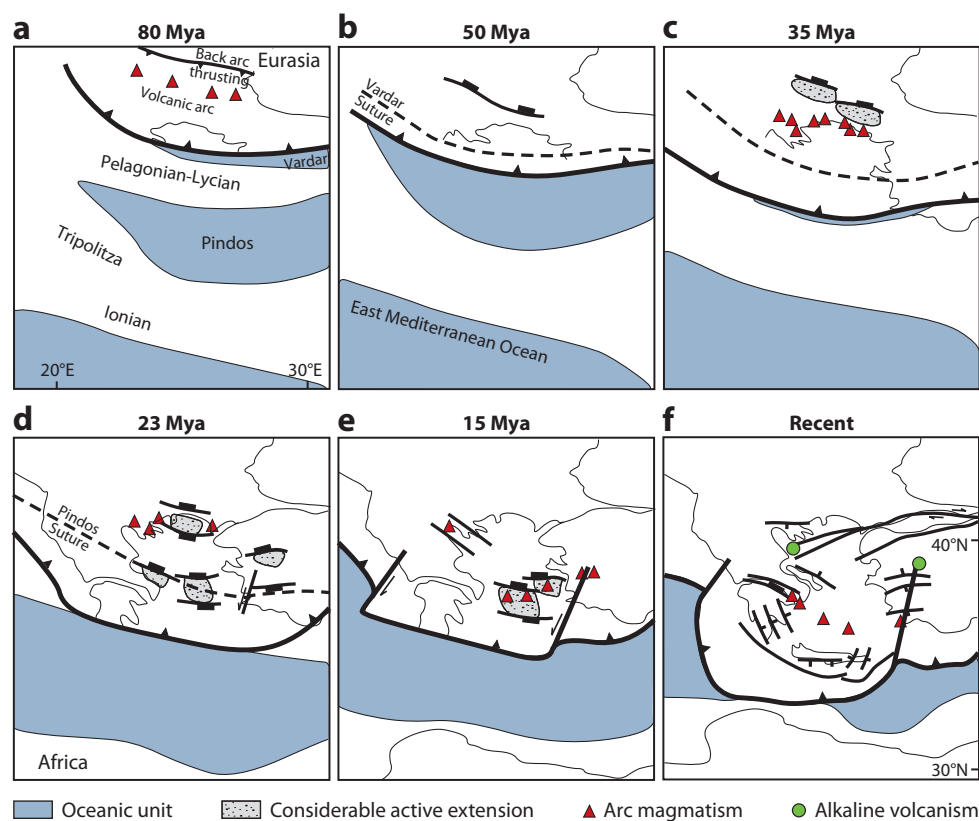 a
80 Mya
Back arc
thrusting
Eurasia
Volcanic arc
Vardar
Pelagonian-Lycian
Pindos
Tripolitza
Ionian
20°E
30°E
b
50 Mya
Vardar
Suture
East Mediterranean Ocean
c
35 Mya
d
23 Mya
Pindos
Suture
Africa
e
15 Mya
f
Recent
40°N
30°N
Oceanic unit
Considerable active extension
Arc magmatism
Alkaline volcanism